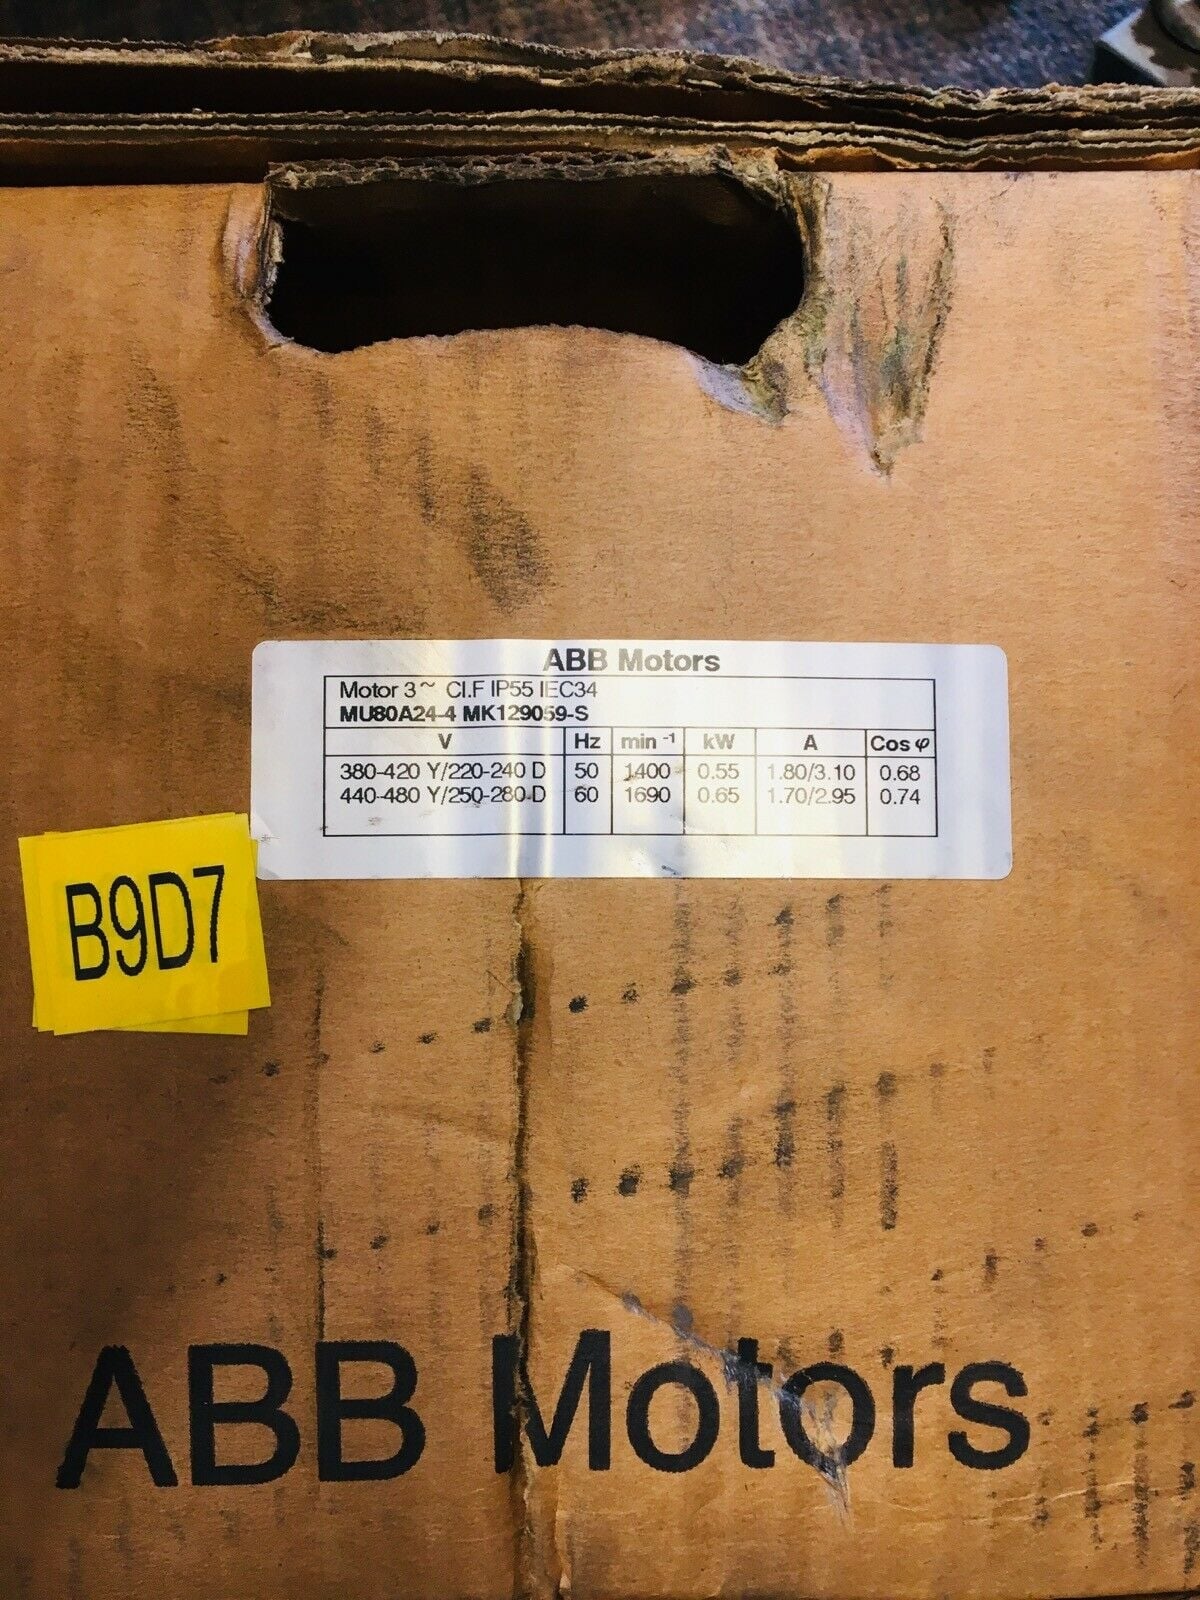 ABB Motors
Motor 3~ Cl.F IP55 IEC34
MU80A24-4 MK129059-S
V Hz min -1 kW A Cos φ
380-420 Y/220-240 D 50 1400 0.55 1.80/3.10 0.68
440-480 Y/250-280 D 60 1690 0.65 1.70/2.95 0.74
B9D7
ABB Motors